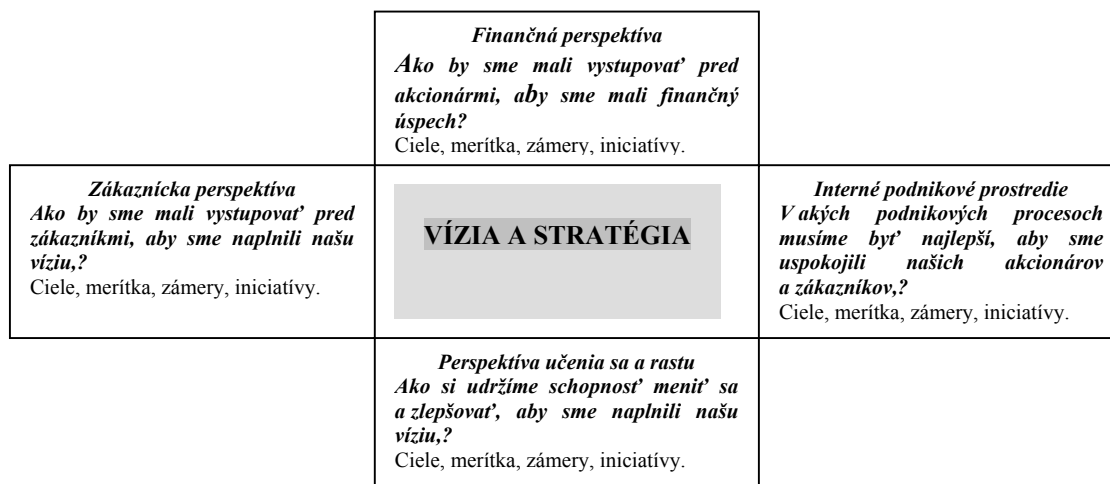 Finančná perspektíva
Ako by sme mali vystupovať pred
akcionármi, aby sme mali finančný
úspech?
Ciele, merítka, zámery, iniciatívy.
Zákaznícka perspektíva
Ako by sme mali vystupovať pred
zákazníkmi, aby sme naplnili našu
víziu,?
Ciele, merítka, zámery, iniciatívy.
VÍZIA A STRATÉGIA
Interné podnikové prostredie
V akých podnikových procesoch
musíme byť najlepší, aby sme
uspokojili našich akcionárov
a zákazníkov,?
Ciele, merítka, zámery, iniciatívy.
Perspektíva učenia sa a rastu
Ako si udržíme schopnosť meniť sa
a zlepšovať, aby sme naplnili našu
víziu,?
Ciele, merítka, zámery, iniciatívy.